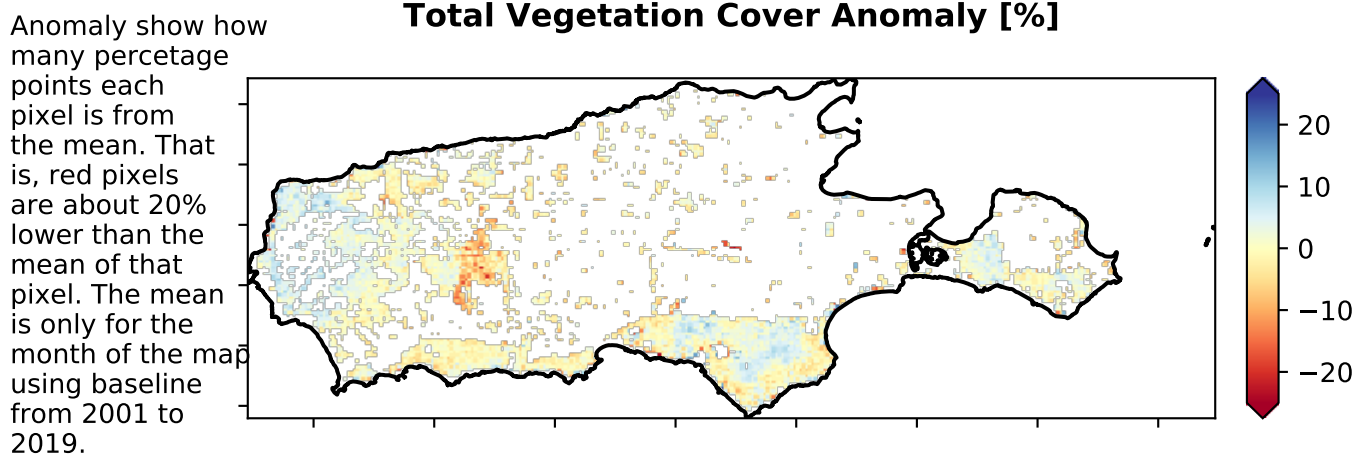 Total Vegetation Cover Anomaly [%]
Anomaly show how
many percetage
points each
pixel is from
the mean. That
is, red pixels
are about 20%
lower than the
mean of that
pixel. The mean
is only for the
month of the map
using baseline
from 2001 to
2019.
20
10
0
−10
−20